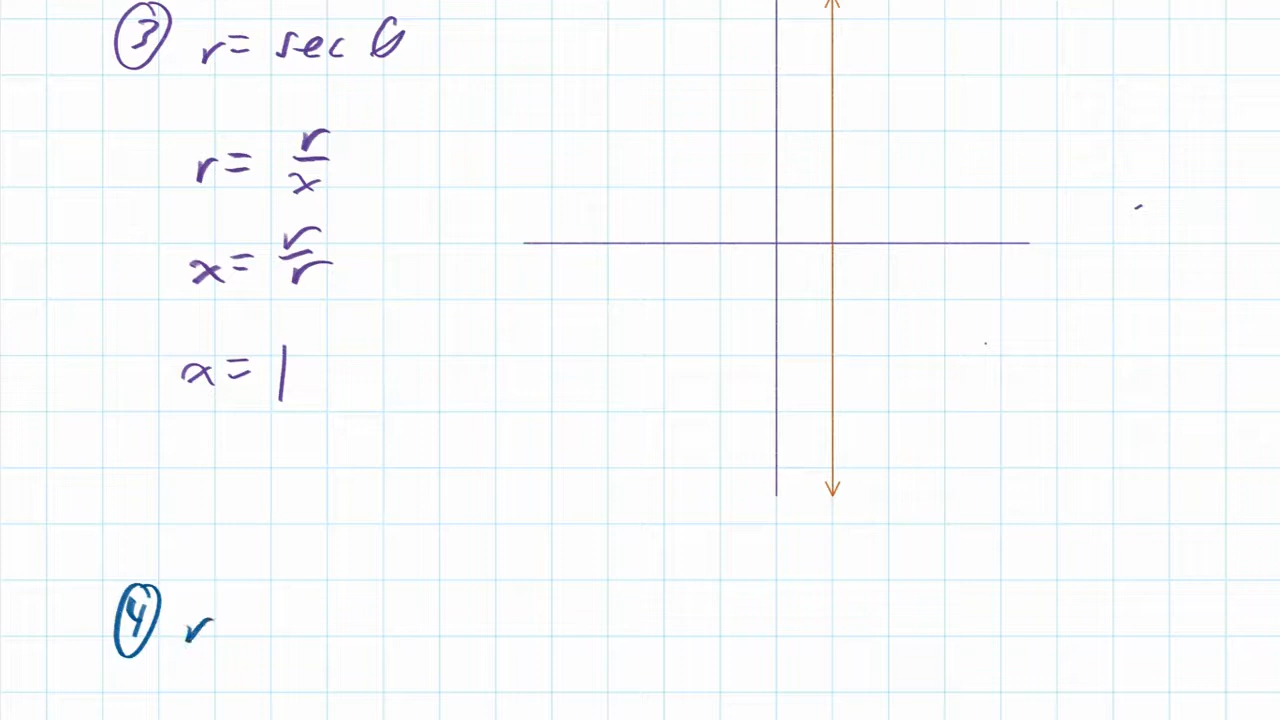 ③ r = sec θ
r = r/x
x = r/r
x = 1
④ r